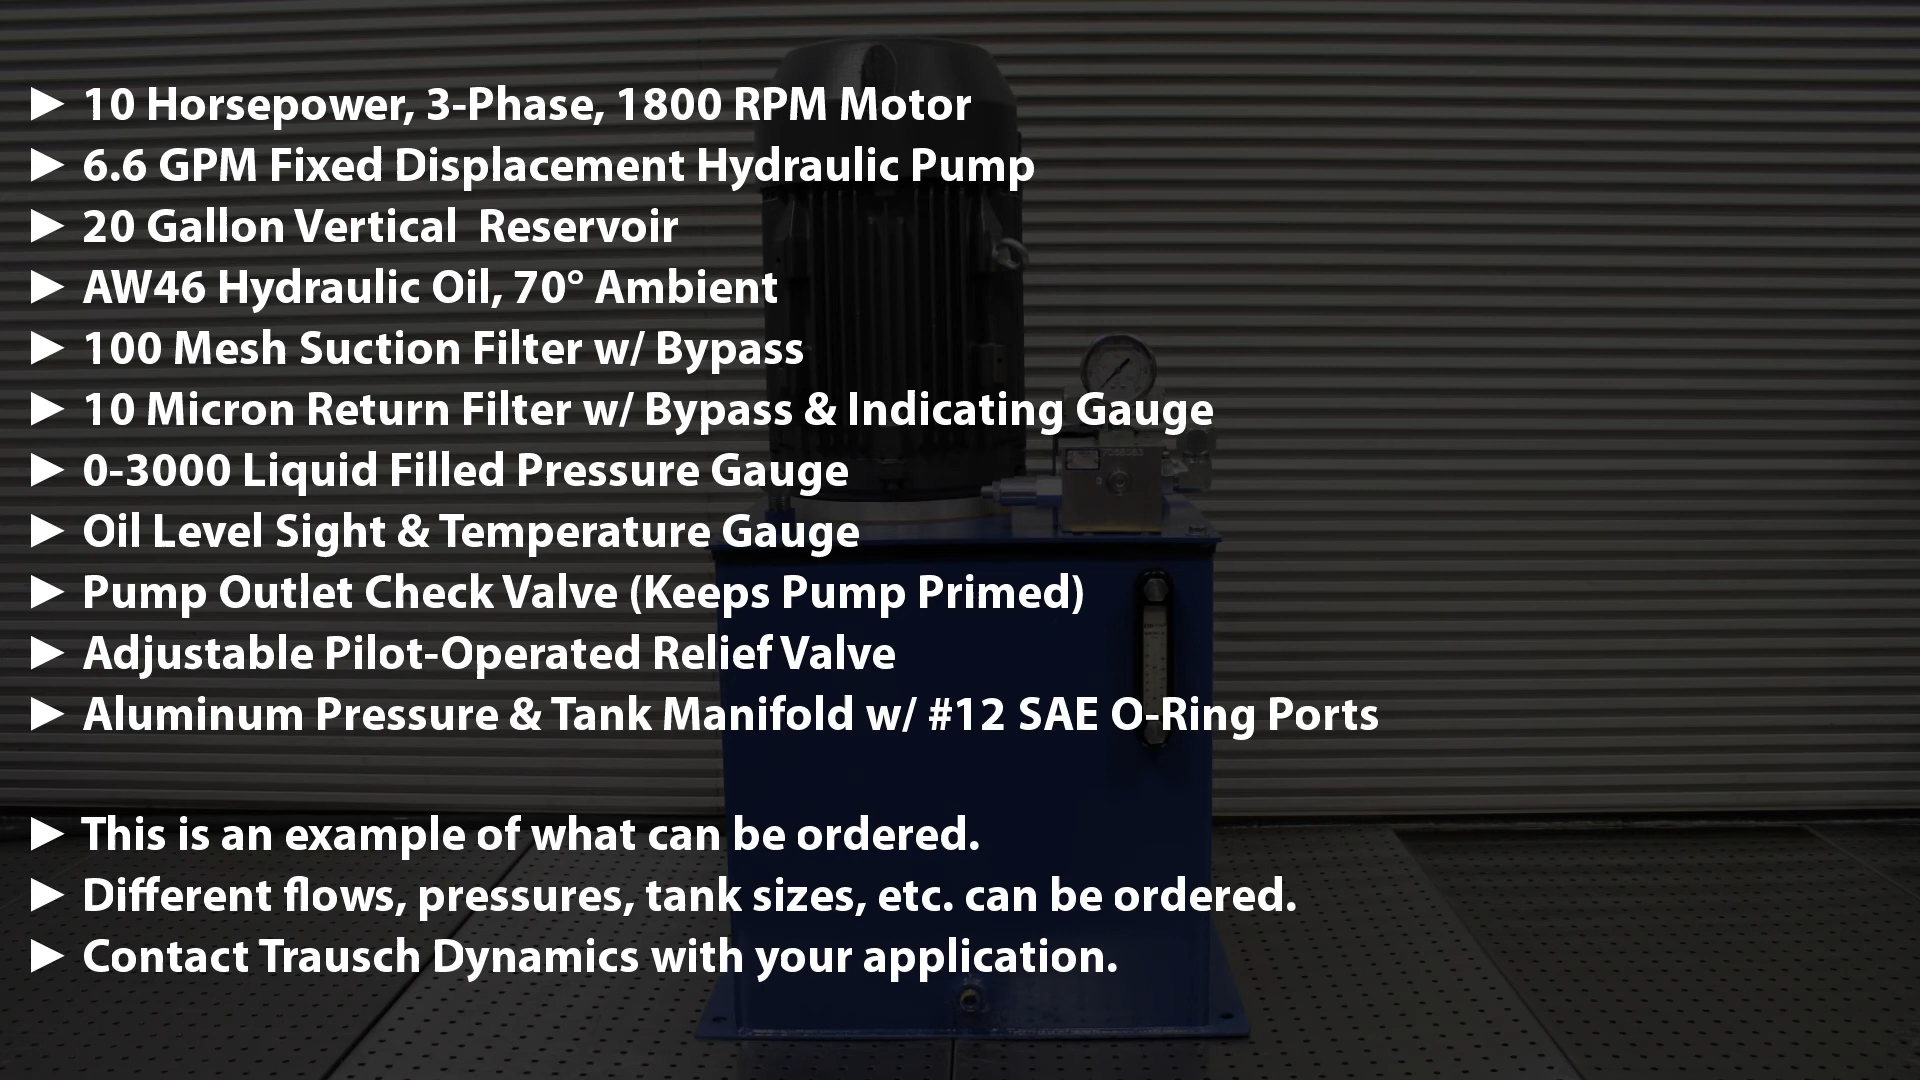 ► 10 Horsepower, 3-Phase, 1800 RPM Motor
► 6.6 GPM Fixed Displacement Hydraulic Pump
► 20 Gallon Vertical  Reservoir
► AW46 Hydraulic Oil, 70° Ambient
► 100 Mesh Suction Filter w/ Bypass
► 10 Micron Return Filter w/ Bypass & Indicating Gauge
► 0-3000 Liquid Filled Pressure Gauge
► Oil Level Sight & Temperature Gauge
► Pump Outlet Check Valve (Keeps Pump Primed)
► Adjustable Pilot-Operated Relief Valve
► Aluminum Pressure & Tank Manifold w/ #12 SAE O-Ring Ports
► This is an example of what can be ordered.
► Different flows, pressures, tank sizes, etc. can be ordered.
► Contact Trausch Dynamics with your application.